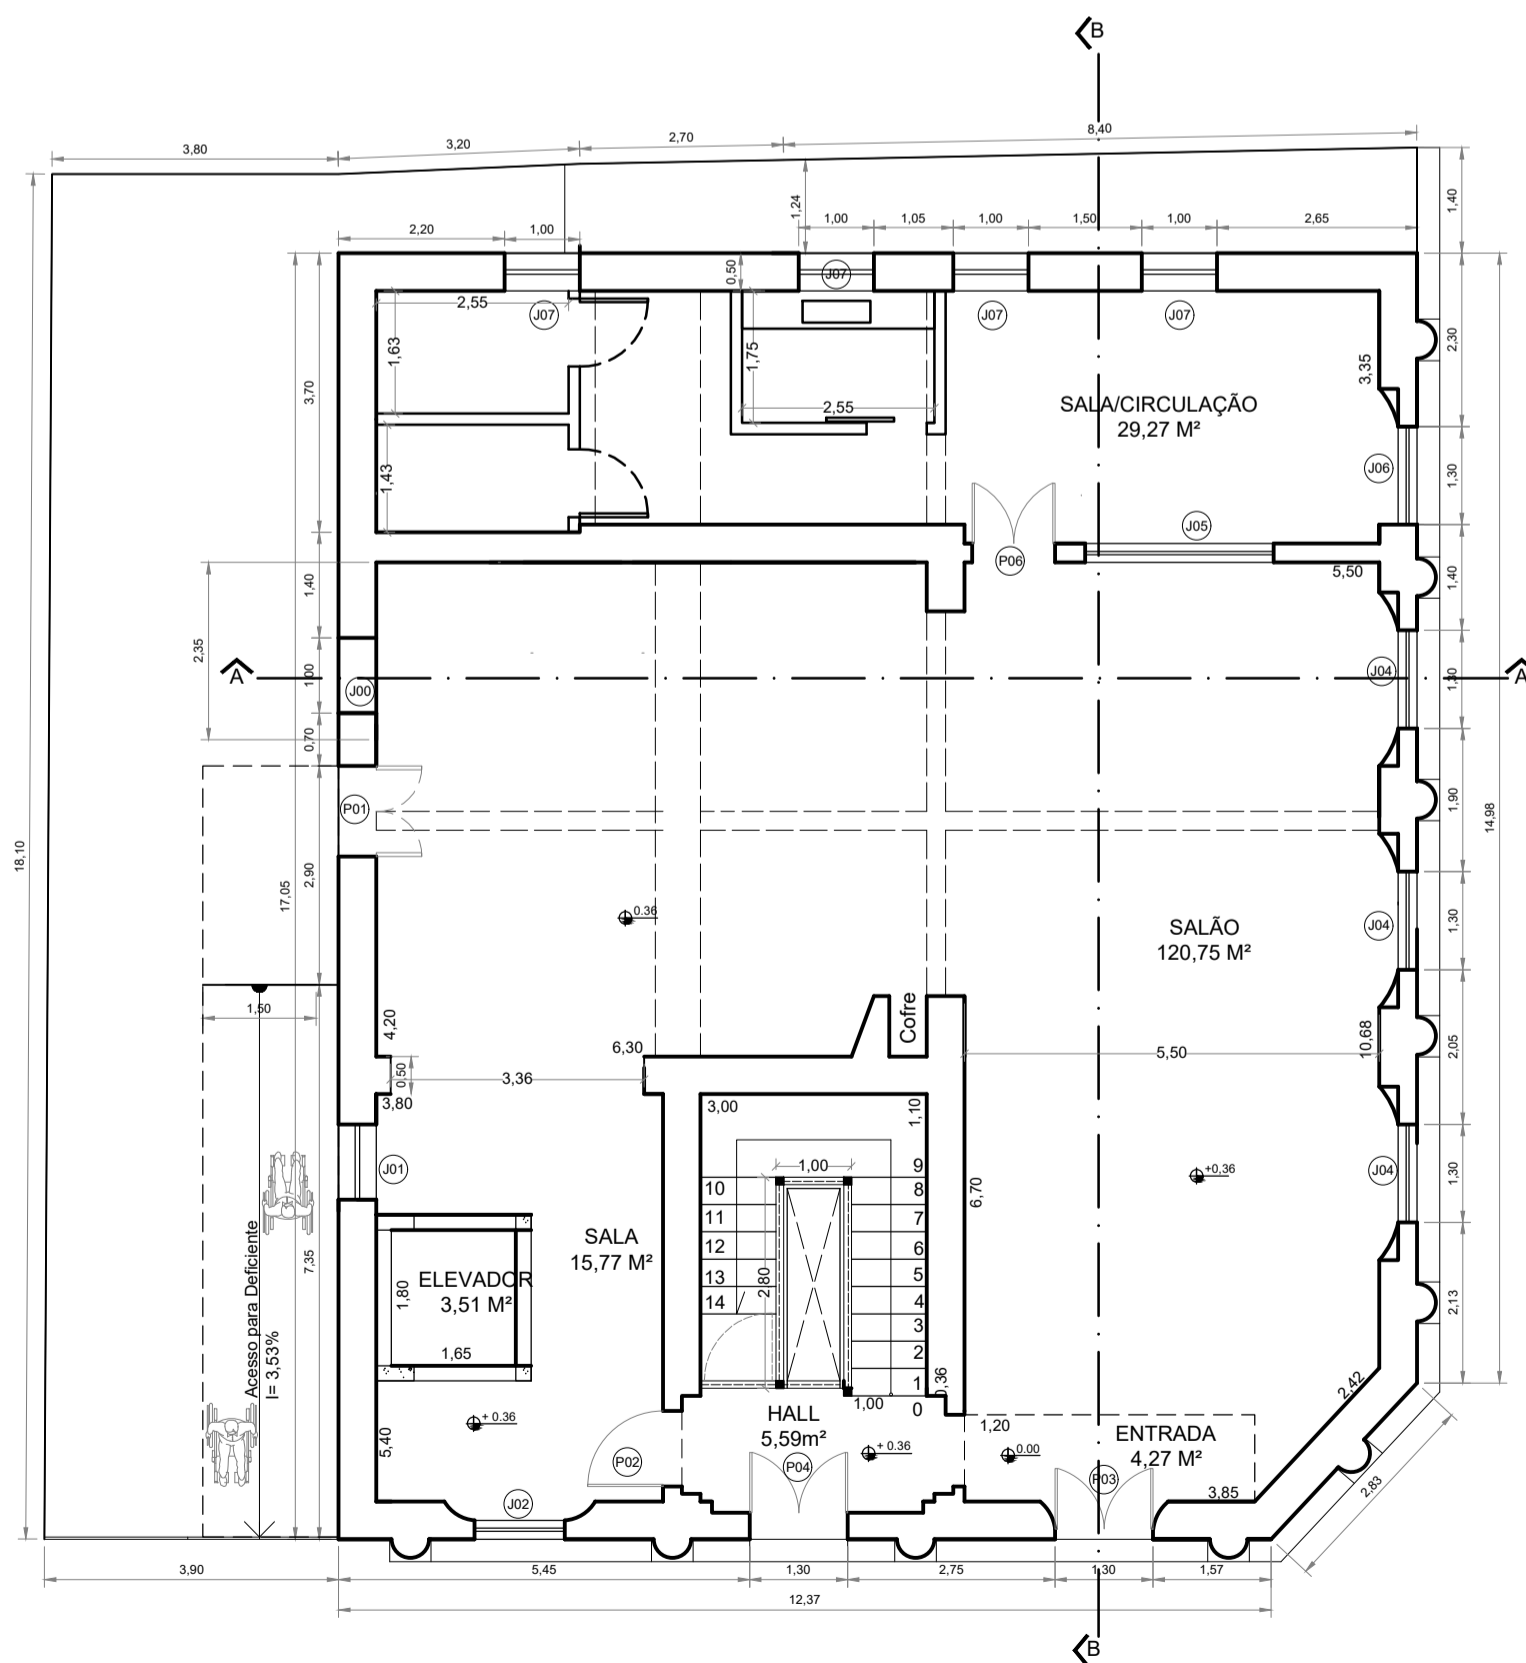 B
3,80
3,20
2,70
8,40
1,24
1,40
2,20
1,00
1,00
1,05
1,00
1,50
1,00
2,65
0,50
J07
2,55
J07
J07
J07
1,63
1,75
3,70
2,30
3,35
SALA/CIRCULAÇÃO
29,27 M²
2,55
1,43
J06
1,30
J05
P06
5,50
1,40
1,40
2,35
A
1,00
J00
J04
1,30
A
0,70
P01
1,90
14,98
18,10
17,05
2,90
0.36
SALÃO
120,75 M²
J04
1,30
1,50
4,20
Cofre
6,30
5,50
10,68
2,05
0,50
3,36
3,80
3,00
1,10
J01
1,00
9
+0,36
J04
1,30
10
8
6,70
11
7
SALA
15,77 M²
12
6
7,35
ELEVADOR
3,51 M²
1,80
13
5
2,80
14
4
3
2,13
Acesso para Deficiente
I= 3,53%
1,65
2
2,42
1
0,36
1,00
0
HALL
5,59m²
+ 0.36
1,20
ENTRADA
4,27 M²
5,40
+ 0.36
0.00
P02
P04
P03
3,85
2,83
J02
3,90
5,45
1,30
2,75
1,30
1,57
12,37
B